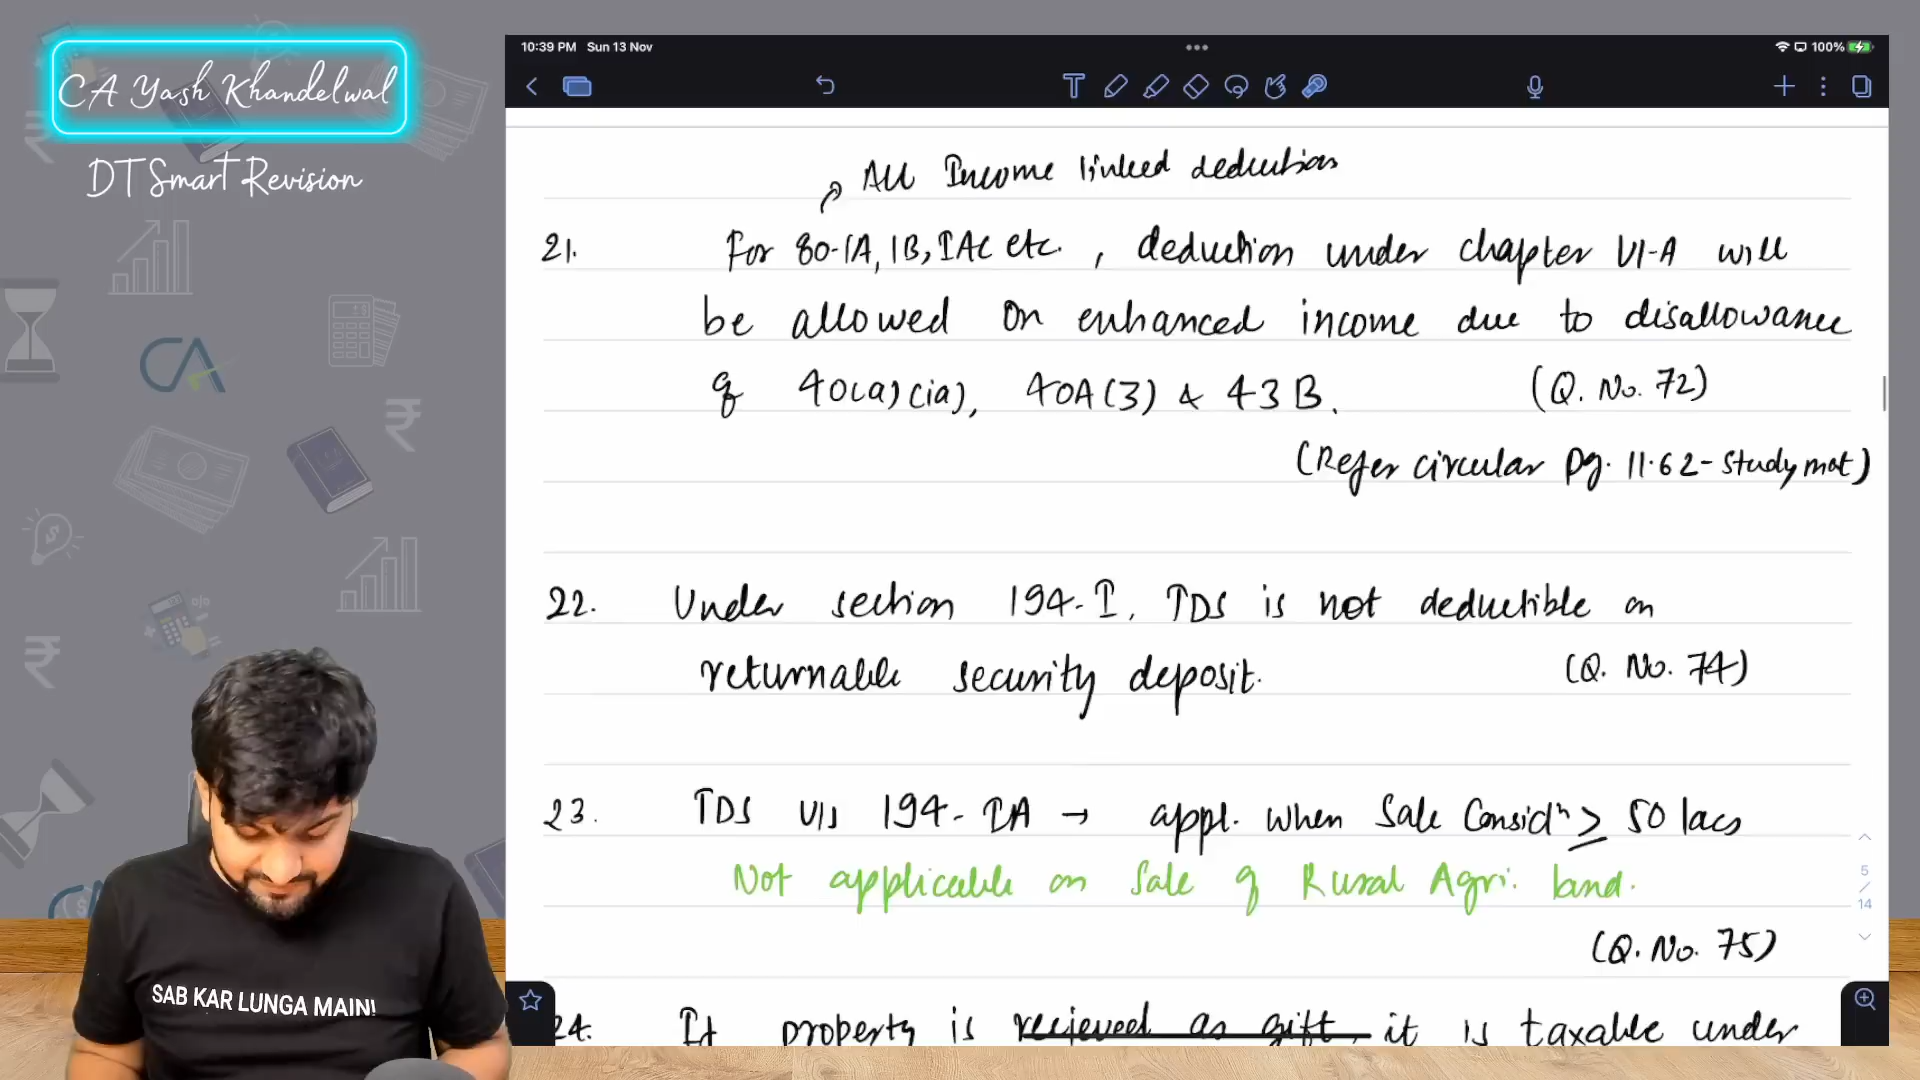 CA Yash Khandelwal
DT Smart Revision
10:39 PM Sun 13 Nov
100%
All Income linked deduction
21. For 80-IA, IB, IAC etc., deduction under chapter VI-A will
be allowed on enhanced income due to disallowance
of 40(a)(ia), 40A(3) & 43B. (Q. No. 72)
(Refer circular pg. 11.62 - Study mat)
22. Under section 194-I, TDS is not deductible on
returnable security deposit. (Q. No. 74)
23. TDS u/s 194-IA → appl. when Sale Considⁿ ≥ 50 lacs
Not applicable on Sale of Rural Agri. land.
(Q. No. 75)
24. If property is recieved as gift, it is taxable under
5
/
14
CA
SAB KAR LUNGA MAIN!